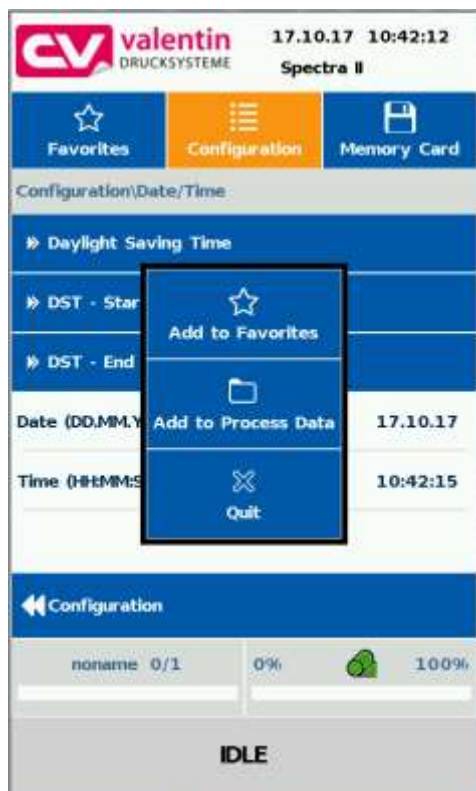 CV valentin
DRUCKSYSTEME
17.10.17 10:42:12
Spectra II
Favorites
Configuration
Memory Card
Configuration\Date/Time
Daylight Saving Time
DST - Star
DST - End
Add to Favorites
Add to Process Data
Quit
Date (DD.MM.Y
17.10.17
Time (HH:MM:S
10:42:15
Configuration
noname 0/1
0%
100%
IDLE